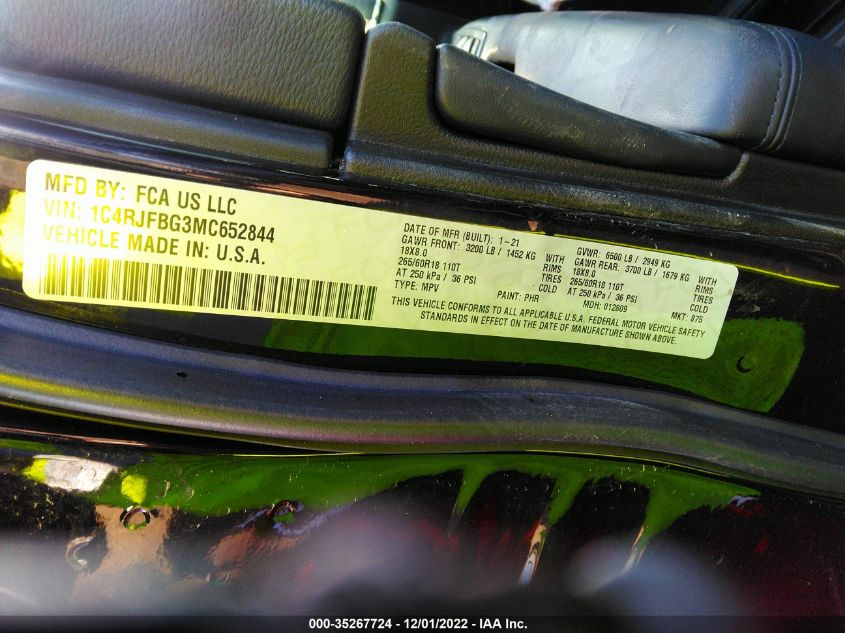 MFD BY: FCA US LLC
VIN: 1C4RJFBG3MC652844
VEHICLE MADE IN: U.S.A.
DATE OF MFR (BUILT): 1-21
GAWR FRONT: 3200 LB / 1452 KG WITH
18X8.0 RIMS
265/60R18 110T TIRES
AT 250 kPa / 36 PSI COLD
TYPE: MPV
PAINT: PHR
GVWR: 6500 LB / 2949 KG
GAWR REAR: 3700 LB / 1679 KG WITH
18X8.0 RIMS
265/60R18 110T TIRES
AT 250 kPa / 36 PSI COLD
MDH: 012809
MKT: 875
THIS VEHICLE CONFORMS TO ALL APPLICABLE U.S.A. FEDERAL MOTOR VEHICLE SAFETY
STANDARDS IN EFFECT ON THE DATE OF MANUFACTURE SHOWN ABOVE.
000-35267724 - 12/01/2022 - IAA Inc.